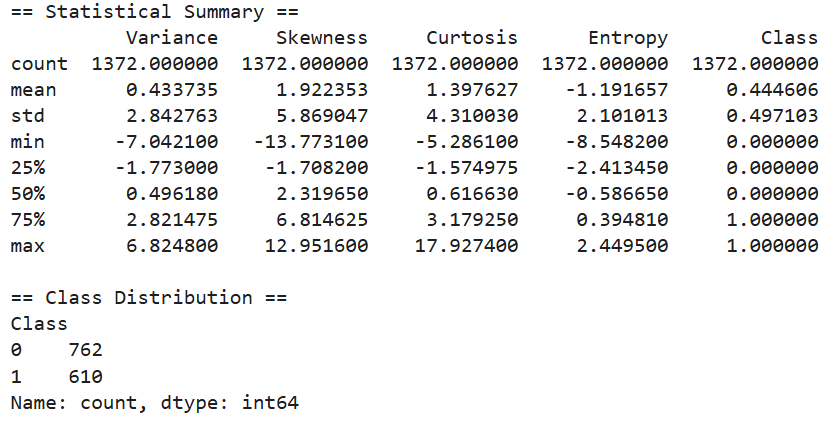 == Statistical Summary ==
Variance Skewness Curtosis Entropy Class
count 1372.000000 1372.000000 1372.000000 1372.000000 1372.000000
mean 0.433735 1.922353 1.397627 -1.191657 0.444606
std 2.842763 5.869047 4.310030 2.101013 0.497103
min -7.042100 -13.773100 -5.286100 -8.548200 0.000000
25% -1.773000 -1.708200 -1.574975 -2.413450 0.000000
50% 0.496180 2.319650 0.616630 -0.586650 0.000000
75% 2.821475 6.814625 3.179250 0.394810 1.000000
max 6.824800 12.951600 17.927400 2.449500 1.000000
== Class Distribution ==
Class
0 762
1 610
Name: count, dtype: int64